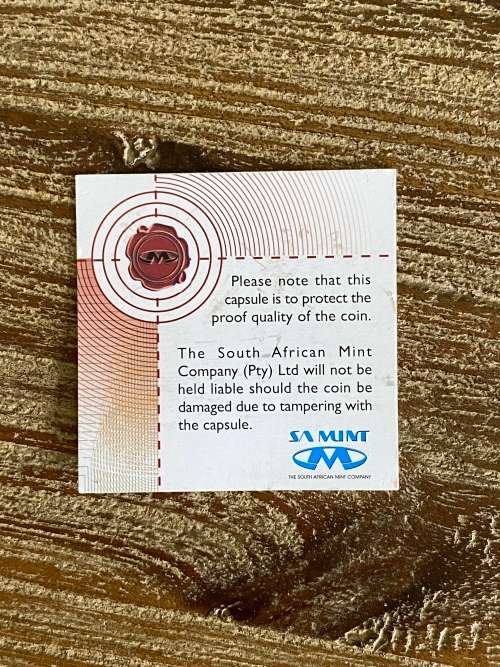 Please note that this
capsule is to protect the
proof quality of the coin.
The South African Mint
Company (Pty) Ltd will not be
held liable should the coin be
damaged due to tampering with
the capsule.
SA MINT
THE SOUTH AFRICAN MINT COMPANY